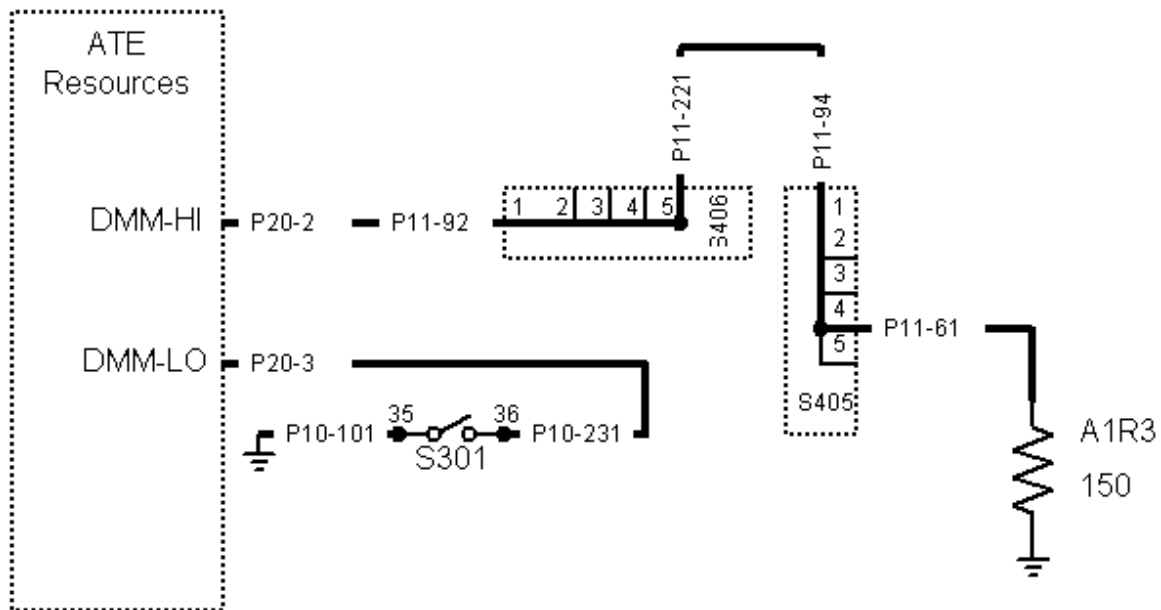 ATE
Resources
P11-221
P11-94
DMM-HI P20-2 P11-92 1 2 3 4 5 S406
1
2
3
4
5
P11-61
S405
DMM-LO P20-3
P10-101 35 36 P10-231
S301
A1R3
150